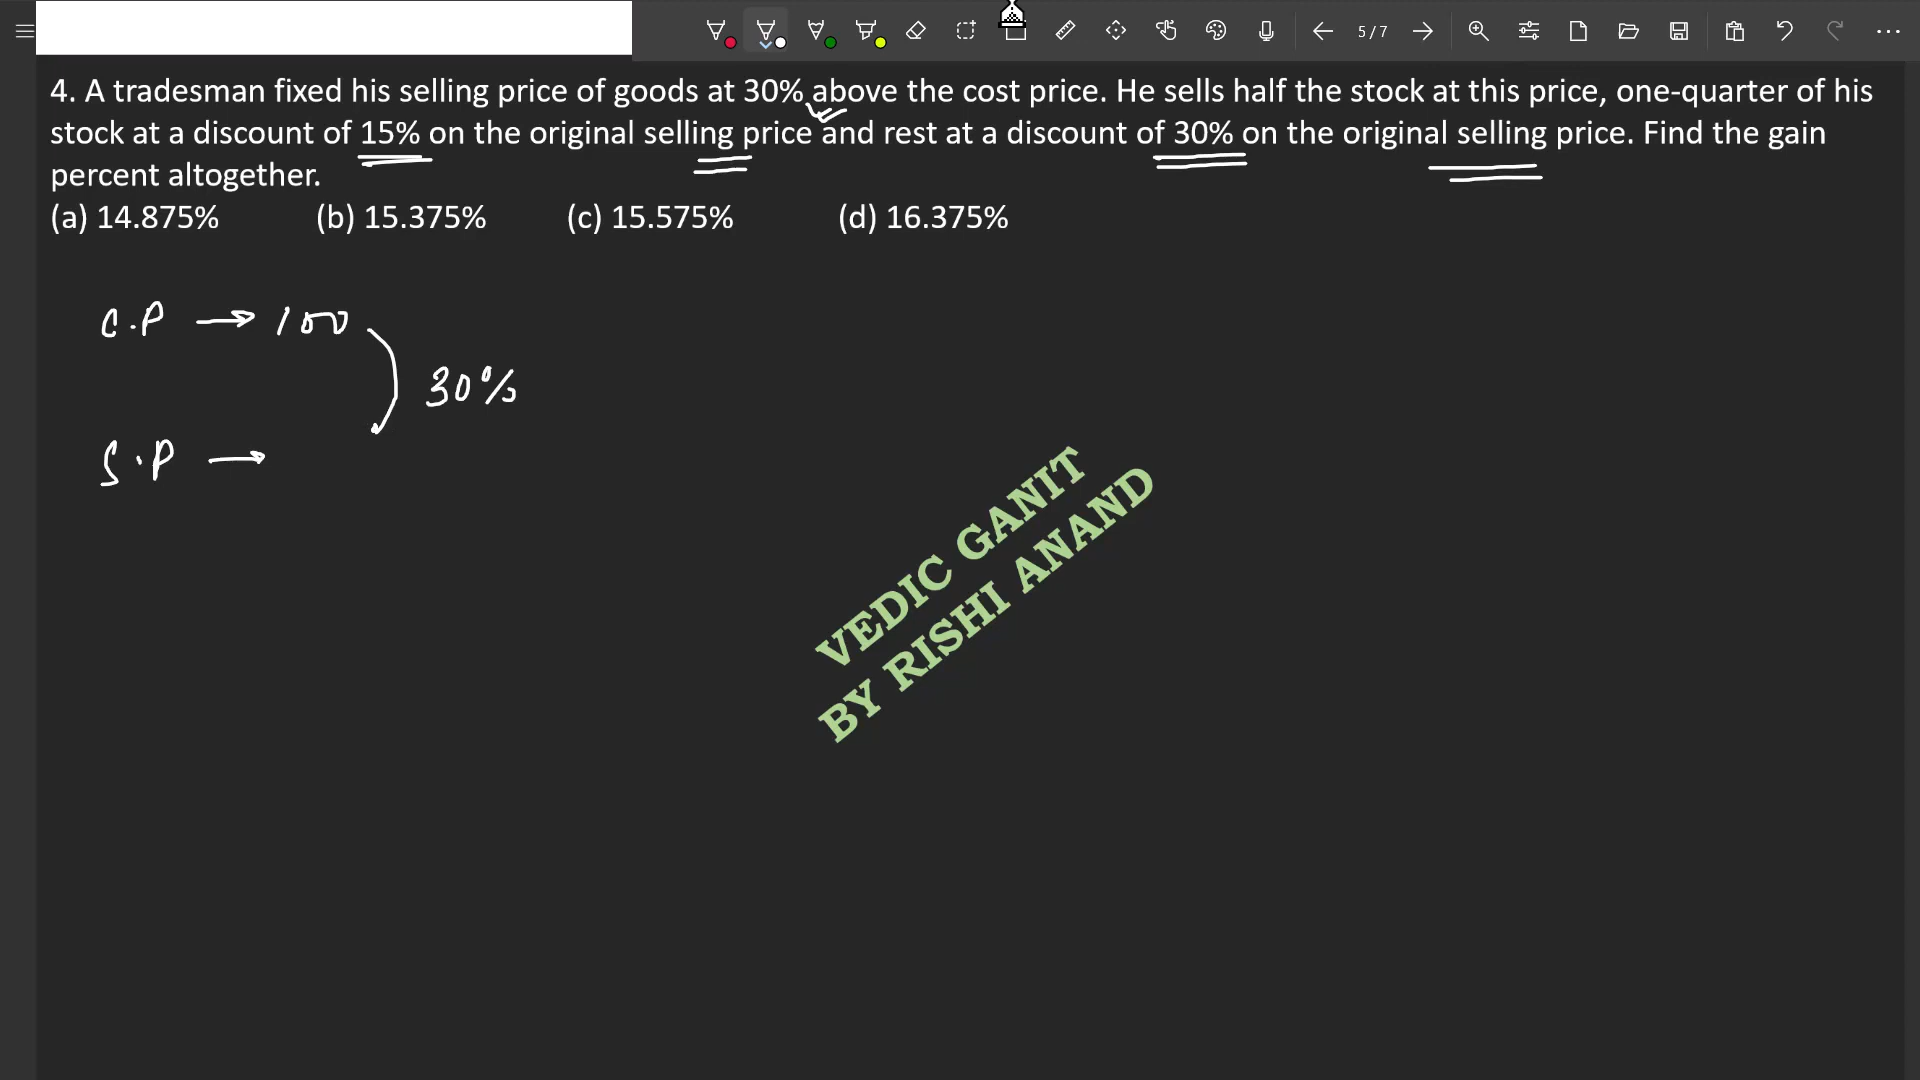 5 / 7
4. A tradesman fixed his selling price of goods at 30% above the cost price. He sells half the stock at this price, one-quarter of his
stock at a discount of 15% on the original selling price and rest at a discount of 30% on the original selling price. Find the gain
percent altogether.
(a) 14.875% (b) 15.375% (c) 15.575% (d) 16.375%
C.P → 100
30%
S.P →
VEDIC GANIT
BY RISHI ANAND